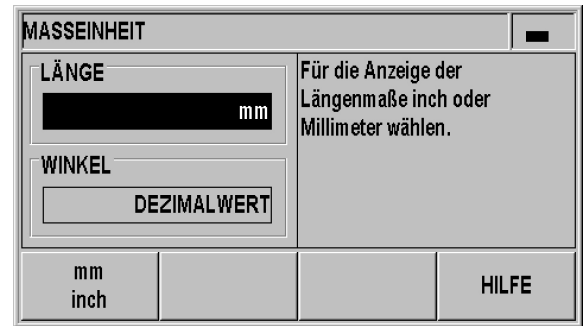 MASSEINHEIT
LÄNGE
mm
WINKEL
DEZIMALWERT
Für die Anzeige der
Längenmaße inch oder
Millimeter wählen.
mm
inch
HILFE